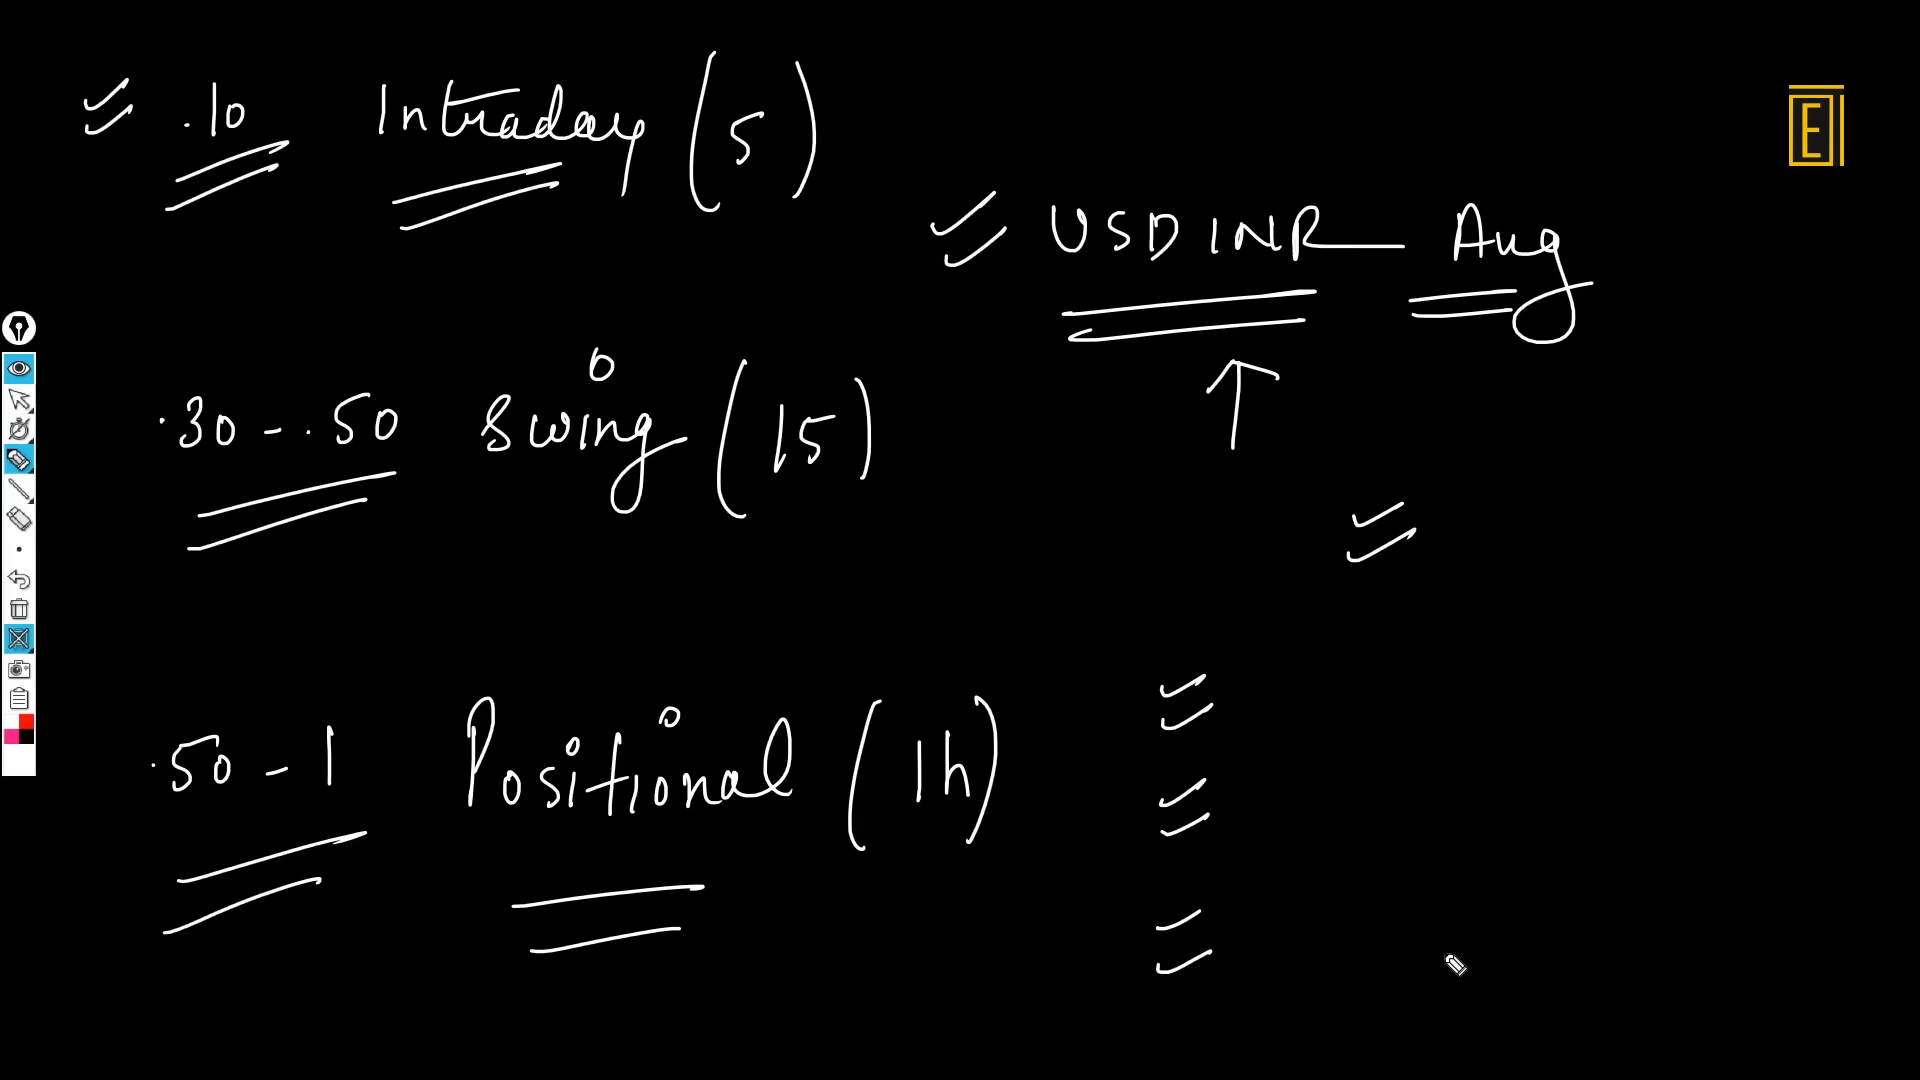 .10 Intraday (5)
USDINR — Aug
.30 - .50 Swing (15)
.50 - 1 Positional (1h)
E